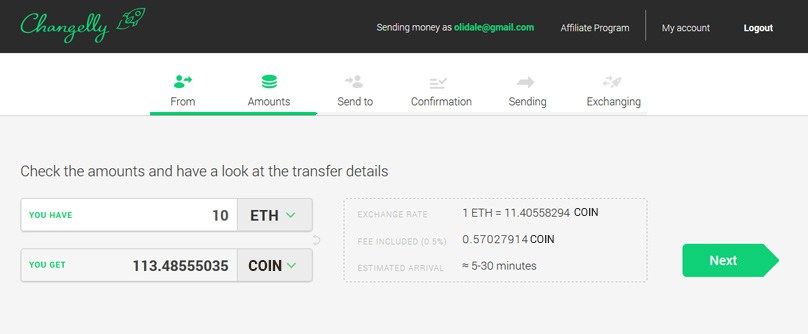 Changelly
Sending money as olidale@gmail.com
Affiliate Program
My account
Logout
From
Amounts
Send to
Confirmation
Sending
Exchanging
Check the amounts and have a look at the transfer details
YOU HAVE 10 ETH
YOU GET 113.48555035 COIN
EXCHANGE RATE 1 ETH = 11.40558294 COIN
FEE INCLUDED (0.5%) 0.57027914 COIN
ESTIMATED ARRIVAL ≈ 5-30 minutes
Next